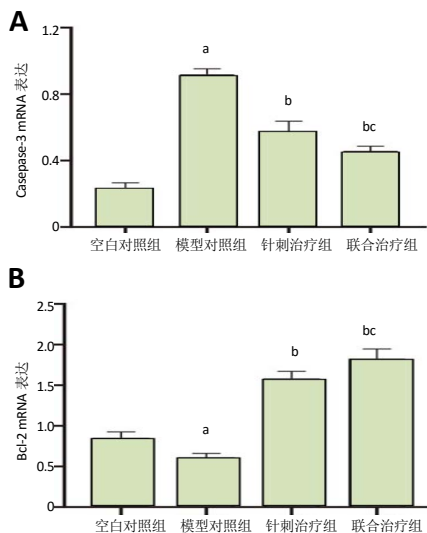 A
Casepase-3 mRNA 表达
1.2
0.8
0.4
0
a
b
bc
空白对照组 模型对照组 针刺治疗组 联合治疗组
B
Bcl-2 mRNA 表达
2.5
2.0
1.5
1.0
0.5
0
a
b
bc
空白对照组 模型对照组 针刺治疗组 联合治疗组